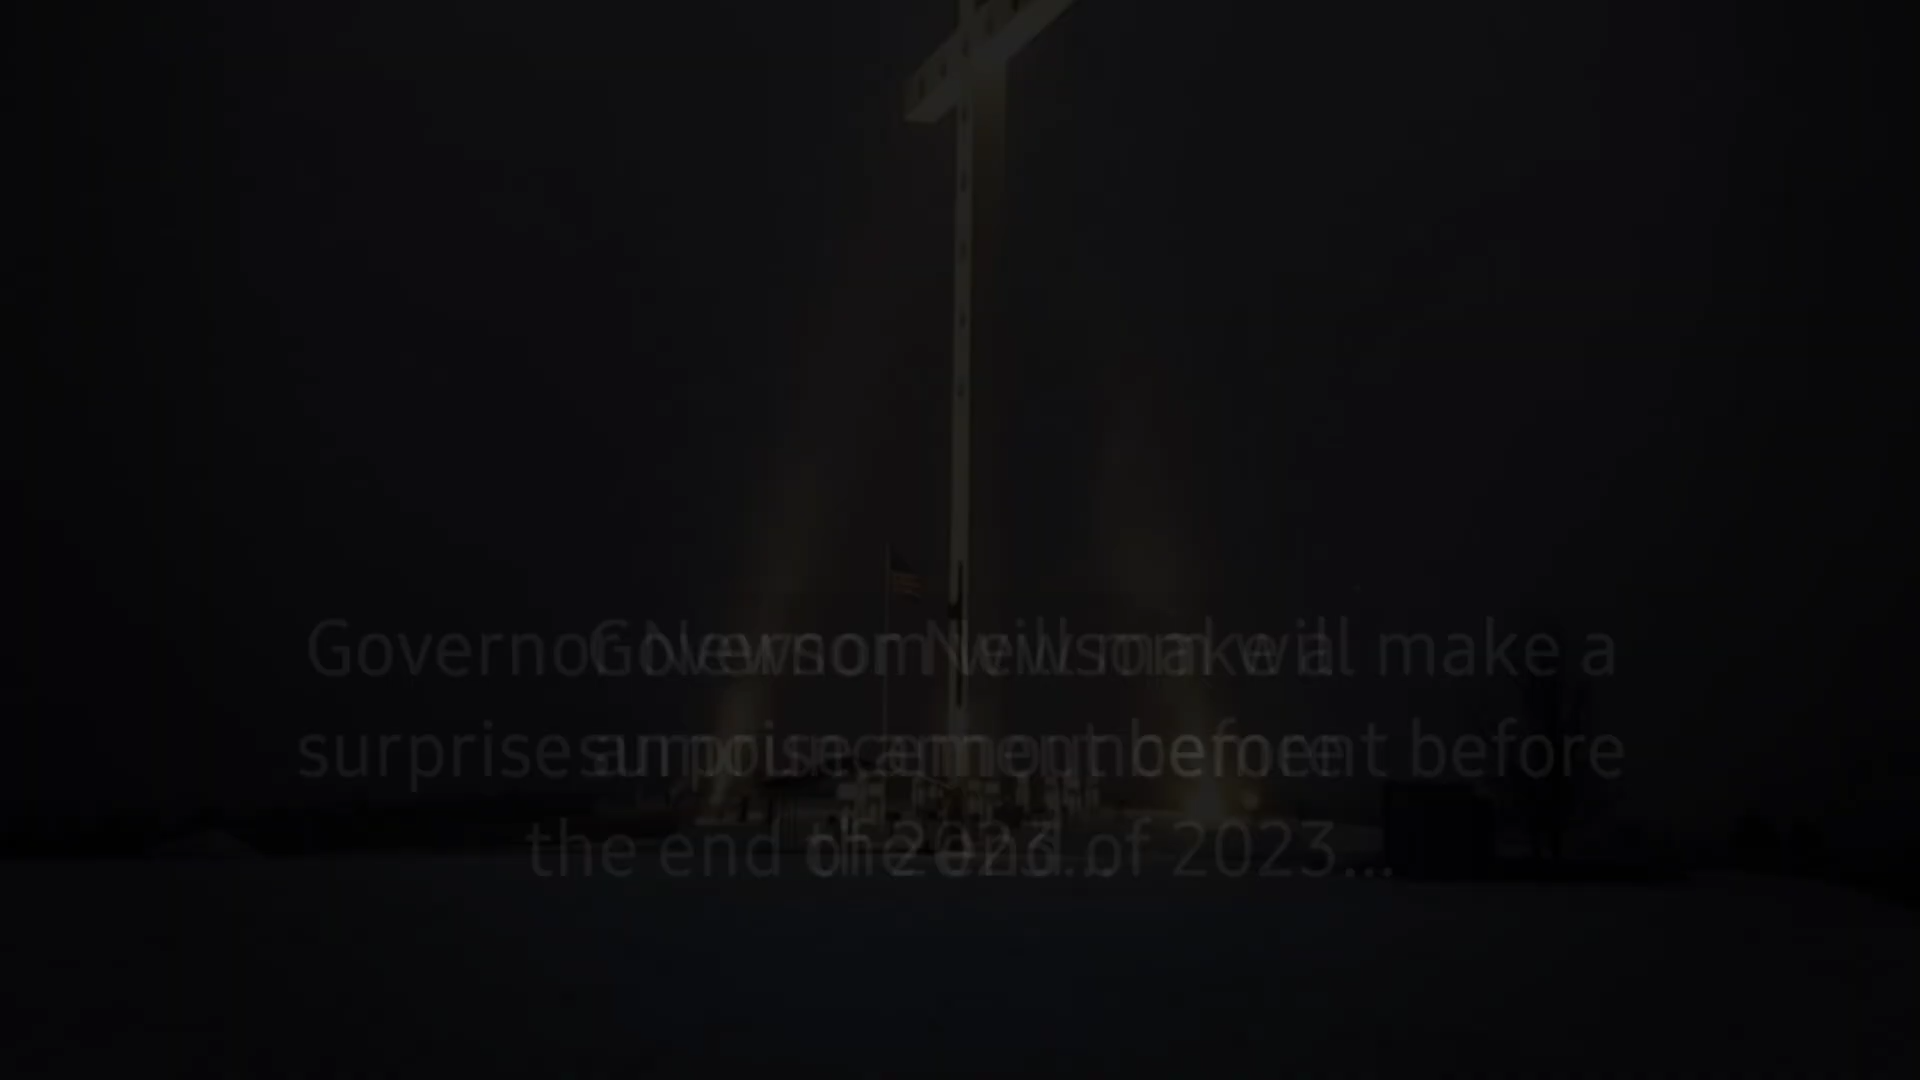 Governor Newsom will make a
surprise announcement before
the end of 2023...